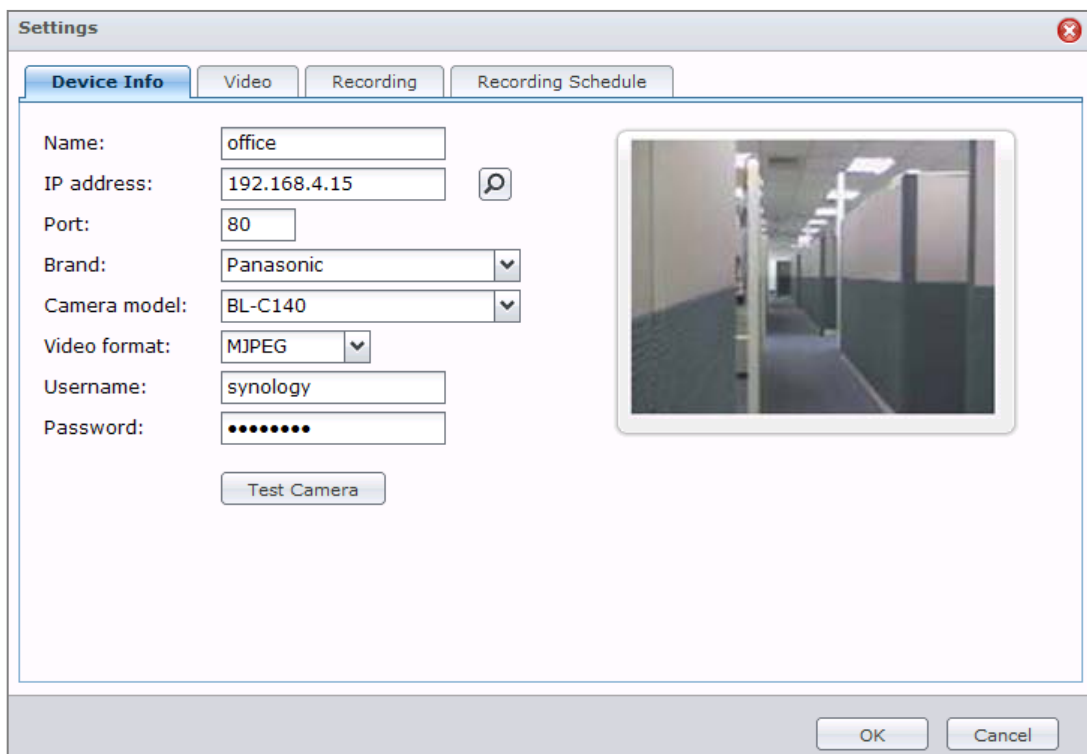 Settings
Device Info Video Recording Recording Schedule
Name: office
IP address: 192.168.4.15
Port: 80
Brand: Panasonic
Camera model: BL-C140
Video format: MJPEG
Username: synology
Password: ••••••••
Test Camera
OK Cancel